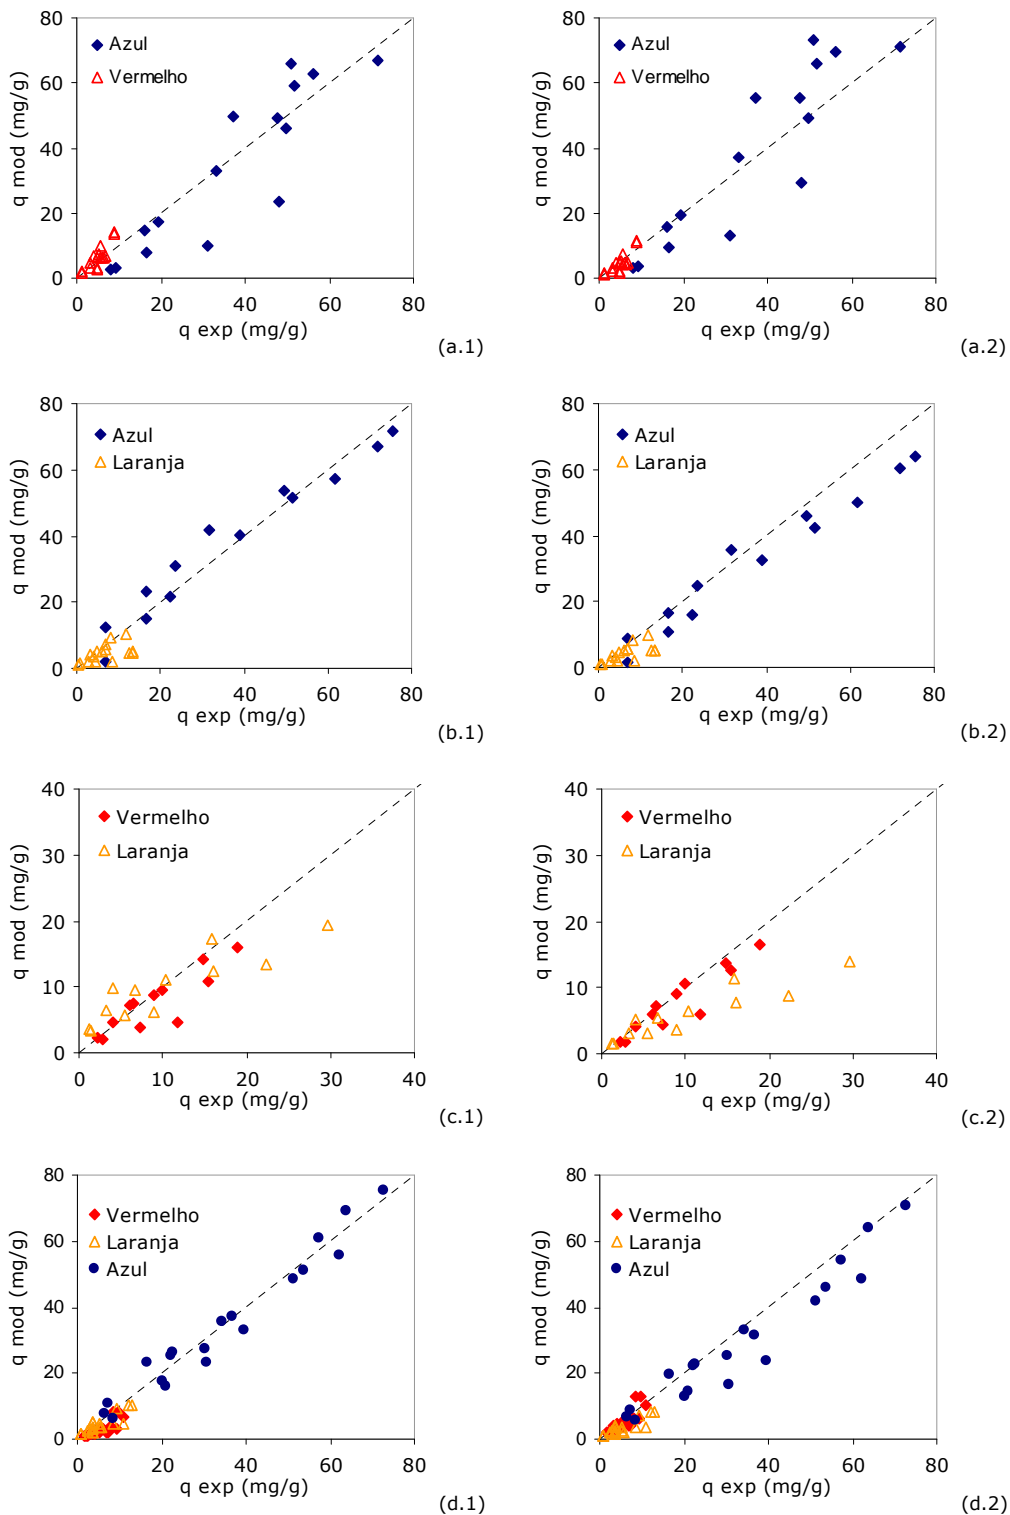 80
60
40
20
0
q mod (mg/g)
Azul
Vermelho
0 20 40 60 80
q exp (mg/g)
(a.1)
80
60
40
20
0
q mod (mg/g)
Azul
Vermelho
0 20 40 60 80
q exp (mg/g)
(a.2)
80
60
40
20
0
q mod (mg/g)
Azul
Laranja
0 20 40 60 80
q exp (mg/g)
(b.1)
80
60
40
20
0
q mod (mg/g)
Azul
Laranja
0 20 40 60 80
q exp (mg/g)
(b.2)
40
30
20
10
0
q mod (mg/g)
Vermelho
Laranja
0 10 20 30 40
q exp (mg/g)
(c.1)
40
30
20
10
0
q mod (mg/g)
Vermelho
Laranja
0 10 20 30 40
q exp (mg/g)
(c.2)
80
60
40
20
0
q mod (mg/g)
Vermelho
Laranja
Azul
0 20 40 60 80
q exp (mg/g)
(d.1)
80
60
40
20
0
q mod (mg/g)
Vermelho
Laranja
Azul
0 20 40 60 80
q exp (mg/g)
(d.2)